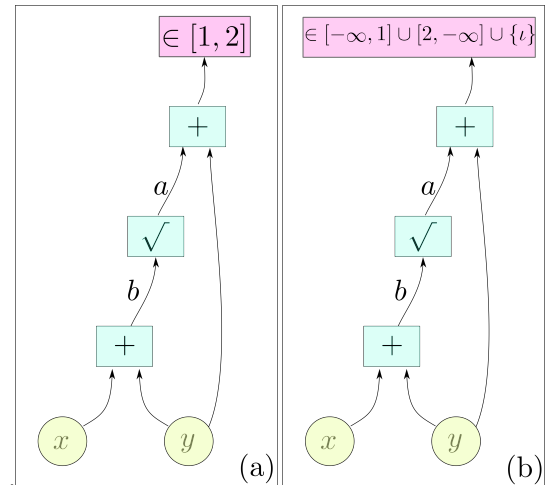 ∈ [1, 2]
+
a
√
b
+
x
y
(a)
∈ [−∞, 1] ∪ [2, −∞] ∪ {ι}
+
a
√
b
+
x
y
(b)